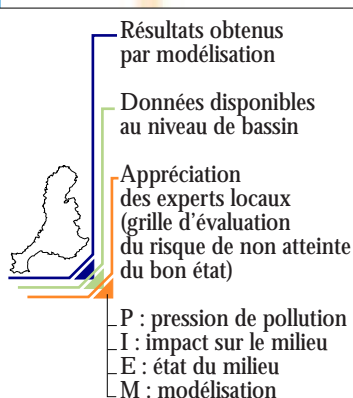 Résultats obtenus
par modélisation
Données disponibles
au niveau de bassin
Appréciation
des experts locaux
(grille d'évaluation
du risque de non atteinte
du bon état)
P : pression de pollution
I : impact sur le milieu
E : état du milieu
M : modélisation